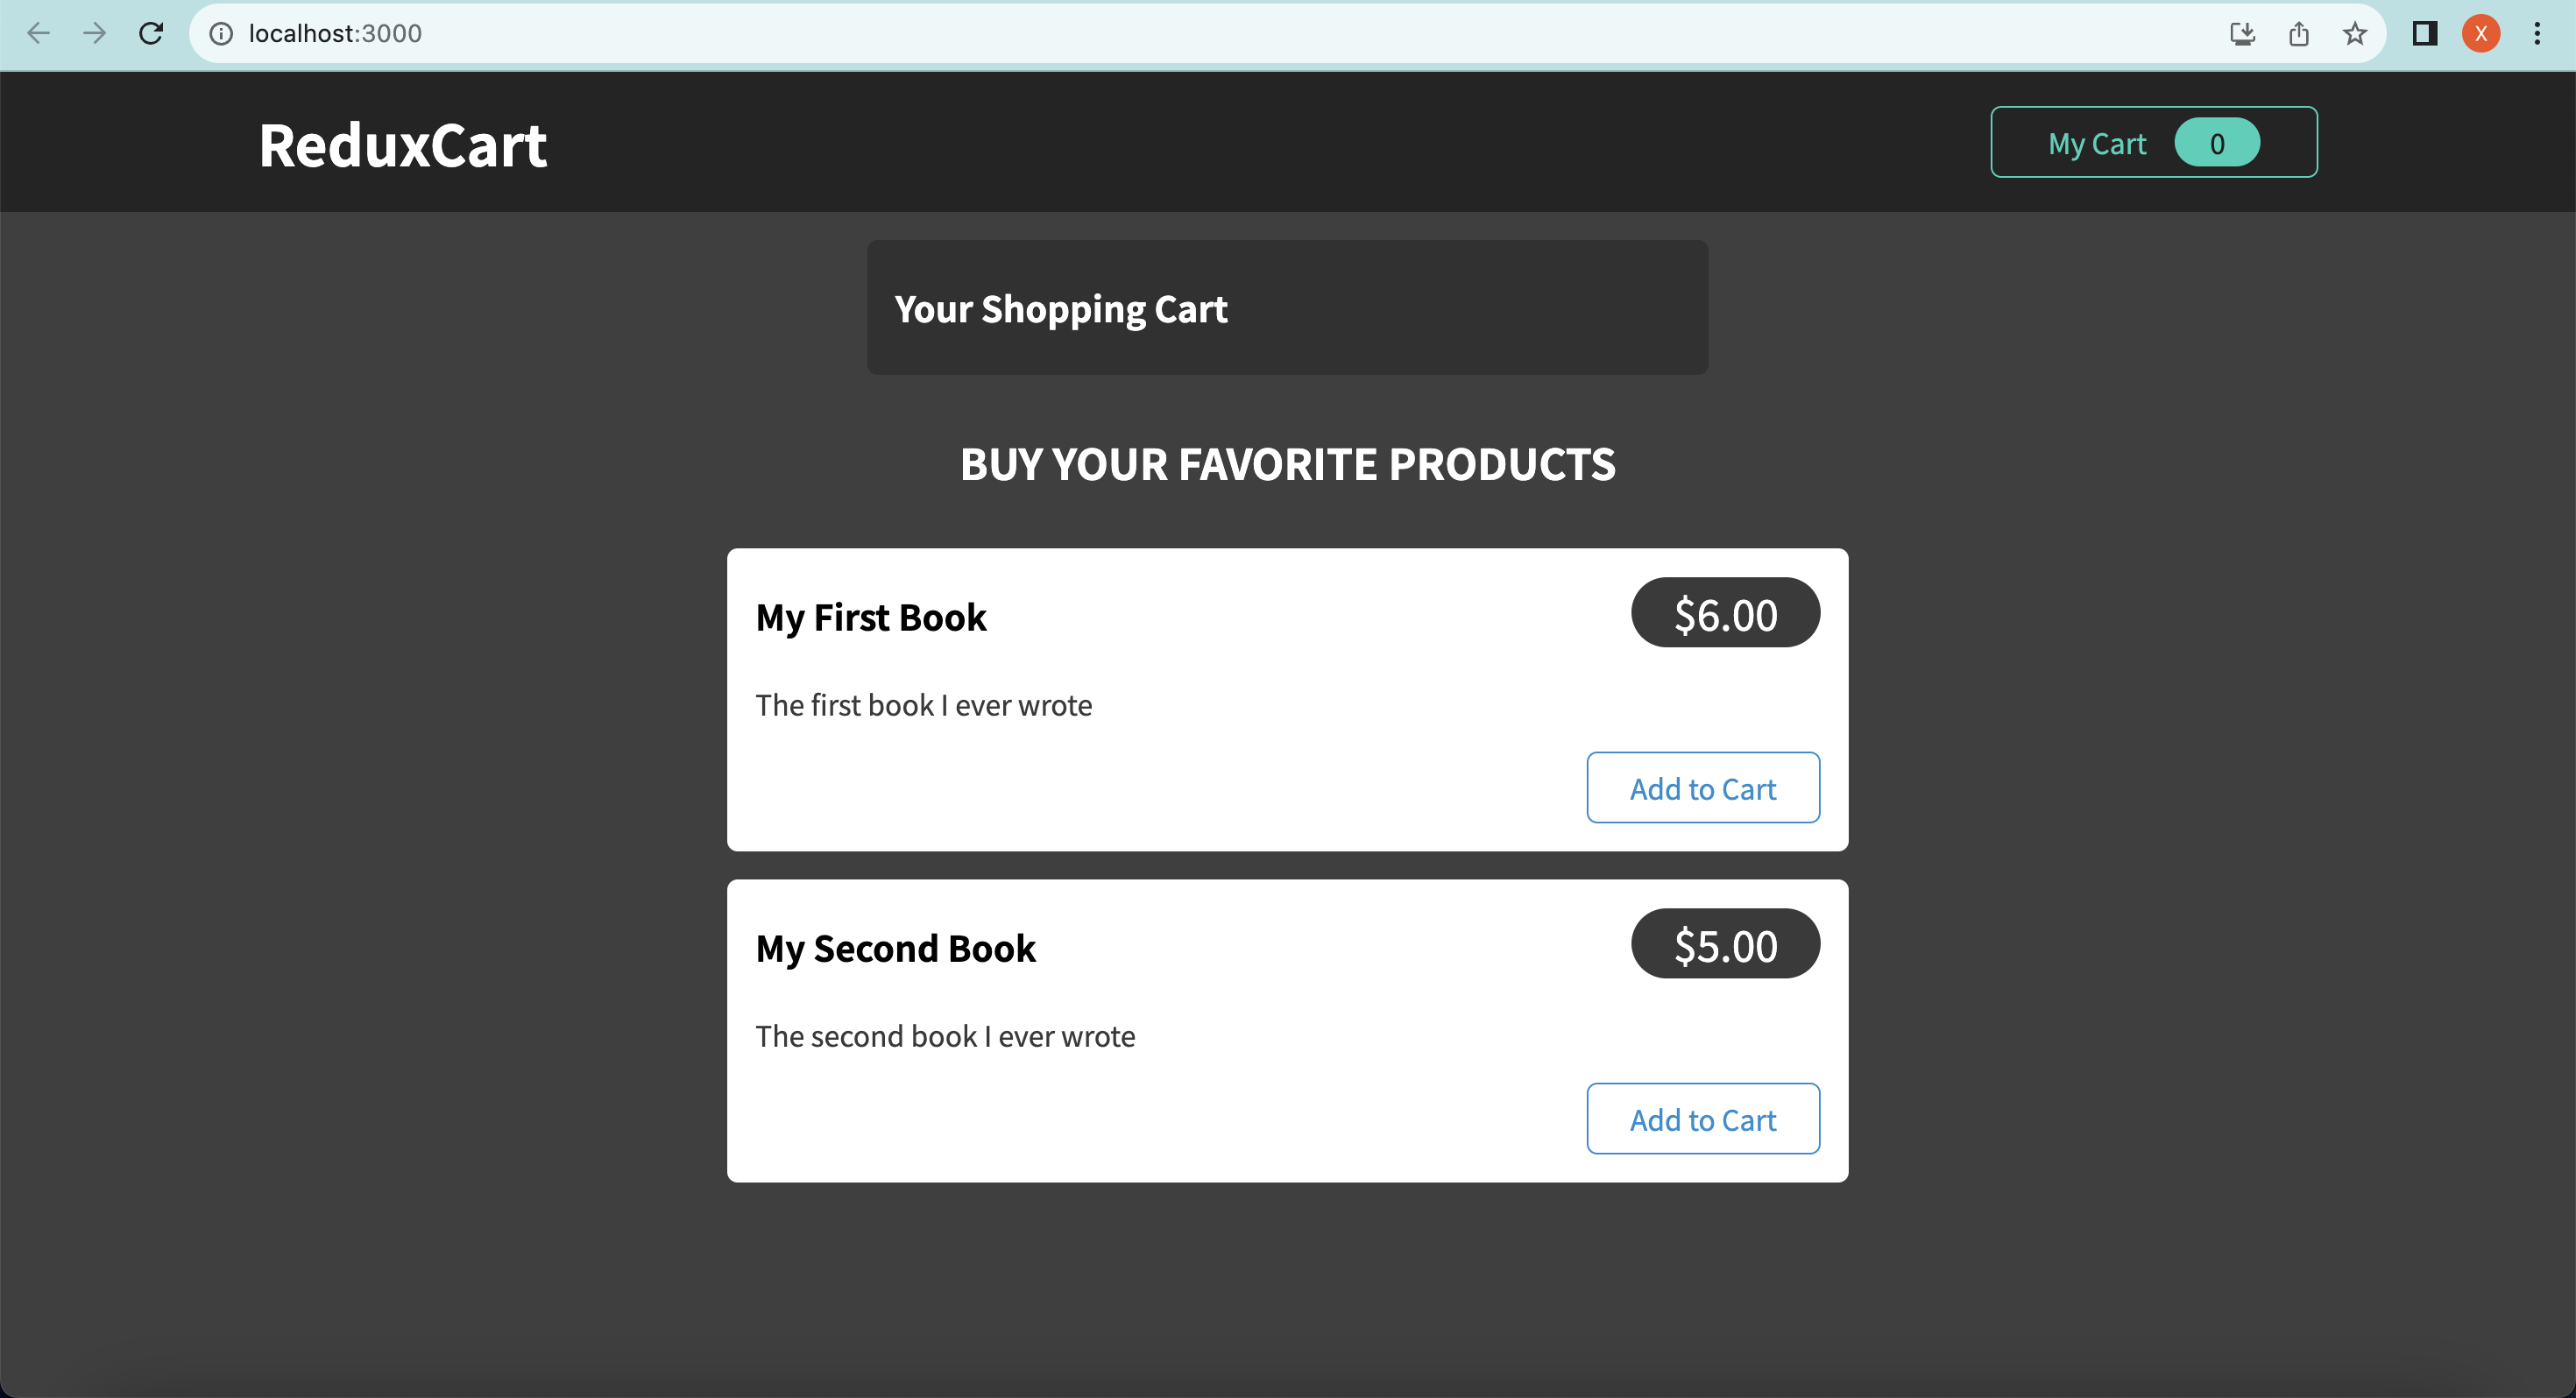 localhost:3000
X
ReduxCart
My Cart 0
Your Shopping Cart
BUY YOUR FAVORITE PRODUCTS
My First Book
$6.00
The first book I ever wrote
Add to Cart
My Second Book
$5.00
The second book I ever wrote
Add to Cart